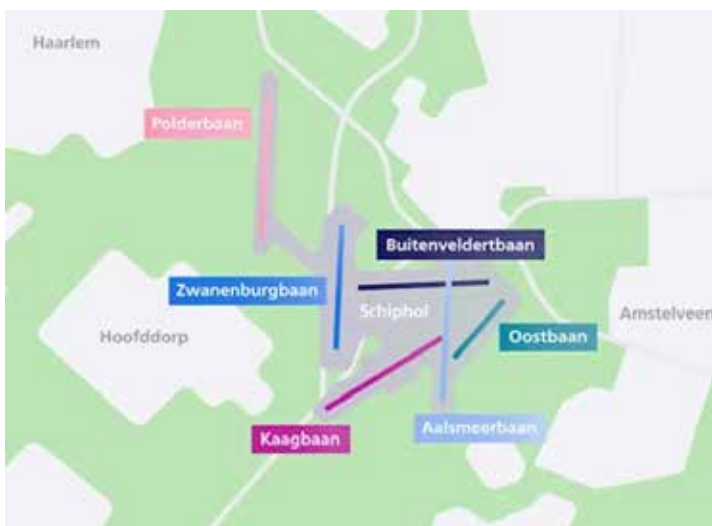 Haarlem
Polderbaan
Buitenveldertbaan
Zwanenburgbaan
Schiphol
Amstelveen
Hoofddorp
Oostbaan
Aalsmeerbaan
Kaagbaan